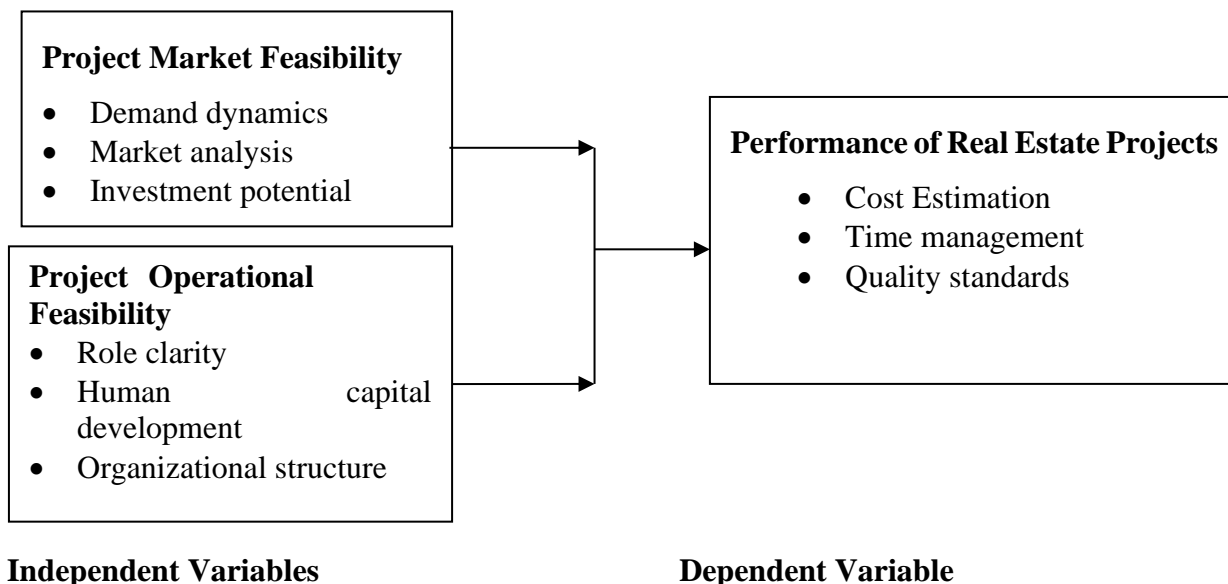 Project Market Feasibility
• Demand dynamics
• Market analysis
• Investment potential
Project Operational
Feasibility
• Role clarity
• Human capital
development
• Organizational structure
Performance of Real Estate Projects
• Cost Estimation
• Time management
• Quality standards
Independent Variables
Dependent Variable